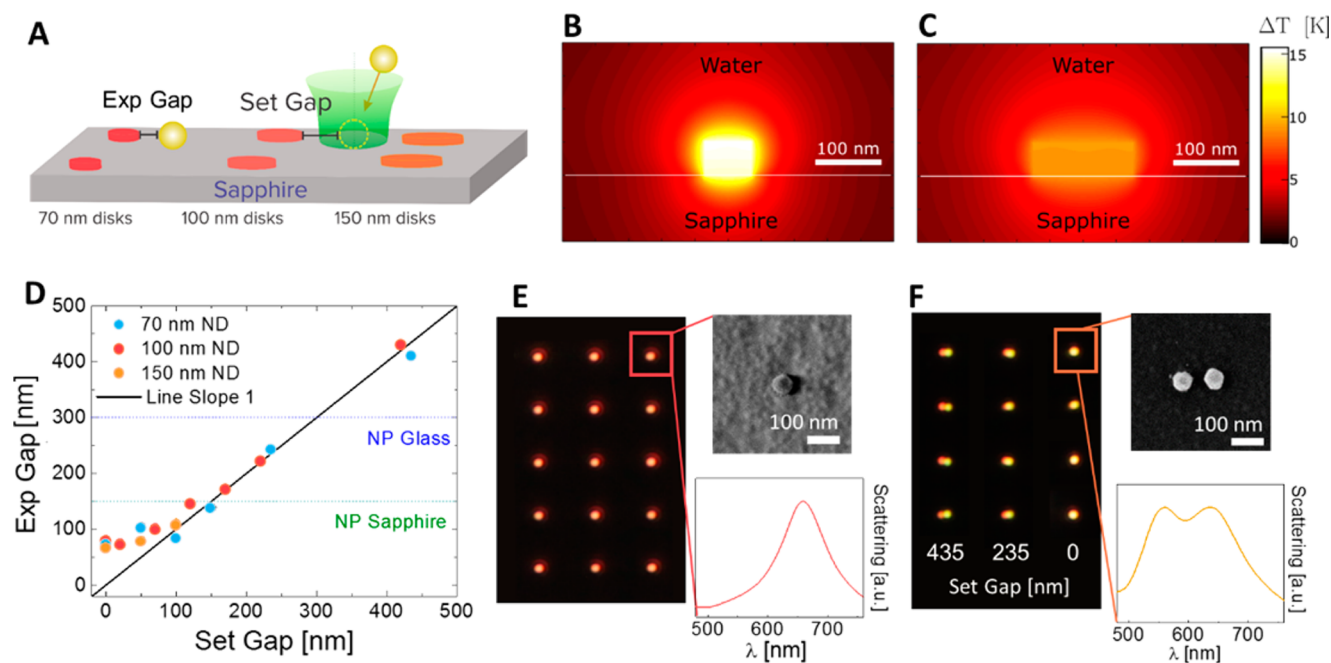 A
Exp Gap
Set Gap
Sapphire
70 nm disks
100 nm disks
150 nm disks
B
Water
100 nm
Sapphire
C
Water
100 nm
Sapphire
ΔT [K]
15
10
5
0
D
500
400
300
200
100
0
Exp Gap [nm]
70 nm ND
100 nm ND
150 nm ND
Line Slope 1
NP Glass
NP Sapphire
0
100
200
300
400
500
Set Gap [nm]
E
100 nm
Scattering [a.u.]
500
600
700
λ [nm]
F
435
235
0
Set Gap [nm]
100 nm
Scattering [a.u.]
500
600
700
λ [nm]